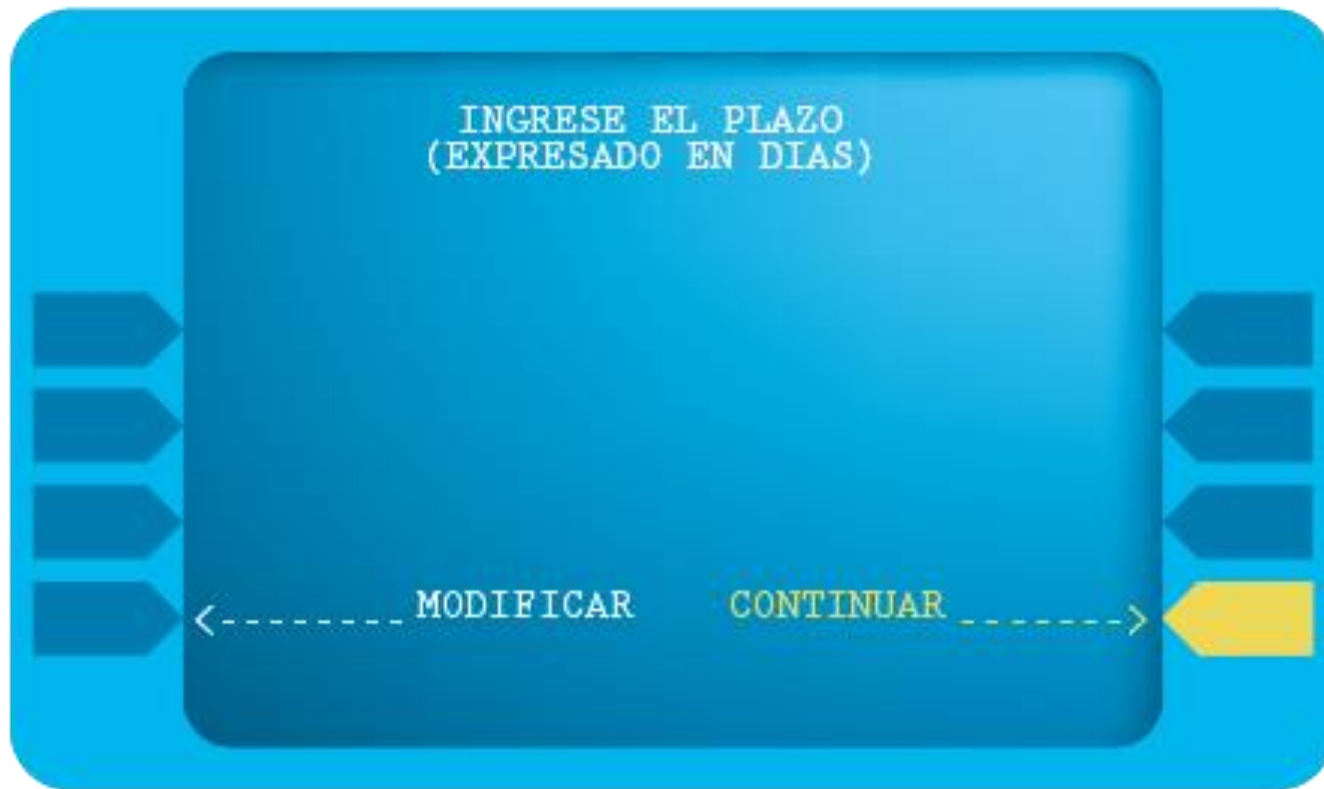 INGRESE EL PLAZO
(EXPRESADO EN DIAS)
<--------- MODIFICAR CONTINUAR -------->